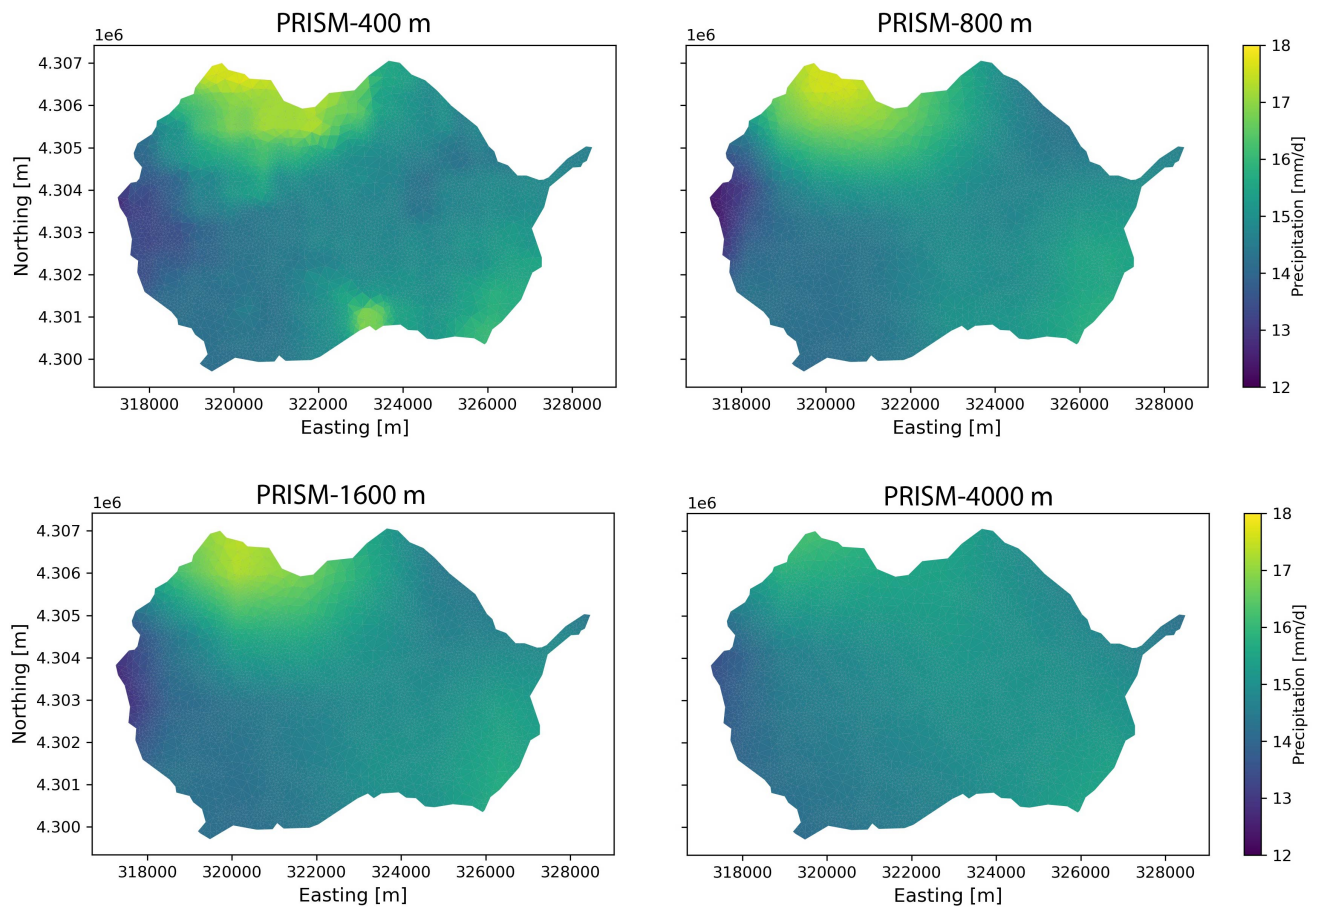 PRISM-400 m
PRISM-800 m
1e6
1e6
4.307
4.306
4.305
4.304
4.303
4.302
4.301
4.300
Northing [m]
318000 320000 322000 324000 326000 328000
Easting [m]
318000 320000 322000 324000 326000 328000
Easting [m]
18
17
16
15
14
13
12
Precipitation [mm/d]
PRISM-1600 m
PRISM-4000 m
1e6
1e6
4.307
4.306
4.305
4.304
4.303
4.302
4.301
4.300
Northing [m]
318000 320000 322000 324000 326000 328000
Easting [m]
318000 320000 322000 324000 326000 328000
Easting [m]
18
17
16
15
14
13
12
Precipitation [mm/d]